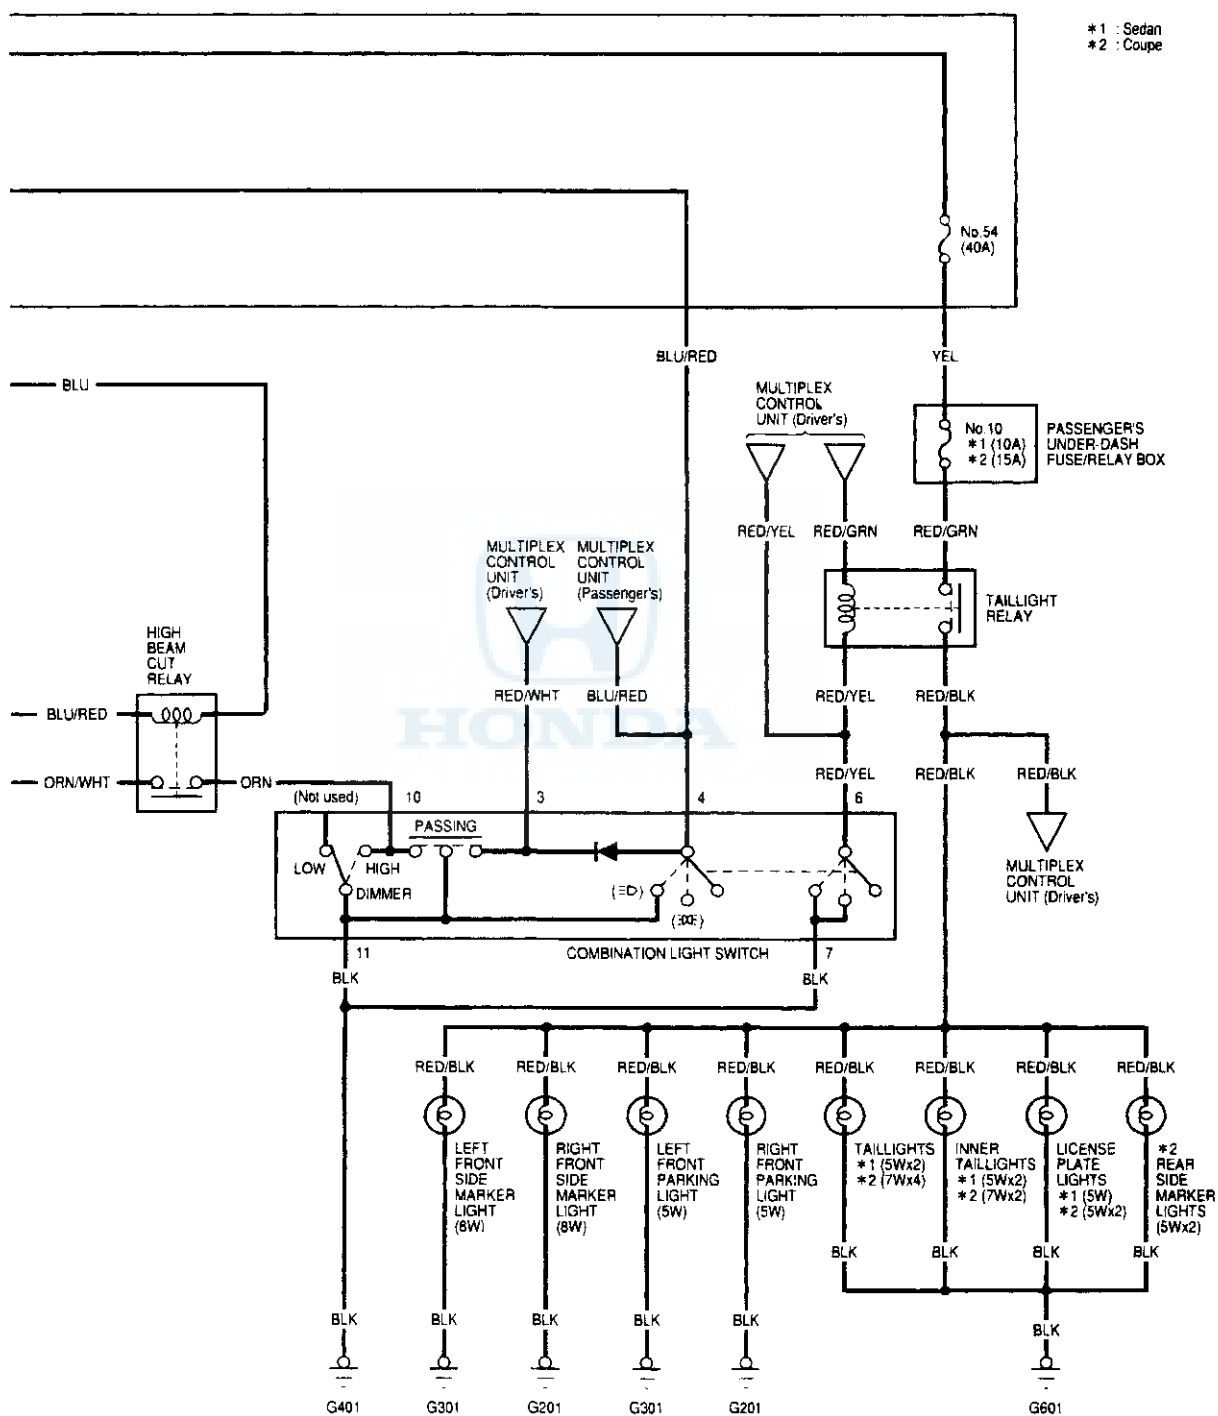 *1 : Sedan
*2 : Coupe
No.54
(40A)
BLU/RED
YEL
BLU
MULTIPLEX
CONTROL
UNIT (Driver's)
No.10
*1 (10A)
*2 (15A)
PASSENGER'S
UNDER-DASH
FUSE/RELAY BOX
RED/YEL
RED/GRN
RED/GRN
MULTIPLEX
CONTROL
UNIT
(Driver's)
MULTIPLEX
CONTROL
UNIT
(Passenger's)
TAILLIGHT
RELAY
HIGH
BEAM
CUT
RELAY
RED/WHT
BLU/RED
RED/YEL
RED/BLK
BLU/RED
HONDA
ORN/WHT
ORN
RED/YEL
RED/BLK
RED/BLK
(Not used)
10
3
4
6
PASSING
LOW
HIGH
DIMMER
MULTIPLEX
CONTROL
UNIT (Driver's)
11
COMBINATION LIGHT SWITCH
7
BLK
BLK
RED/BLK
RED/BLK
RED/BLK
RED/BLK
RED/BLK
RED/BLK
RED/BLK
RED/BLK
LEFT
FRONT
SIDE
MARKER
LIGHT
(8W)
RIGHT
FRONT
SIDE
MARKER
LIGHT
(8W)
LEFT
FRONT
PARKING
LIGHT
(5W)
RIGHT
FRONT
PARKING
LIGHT
(5W)
TAILLIGHTS
*1 (5Wx2)
*2 (7Wx4)
INNER
TAILLIGHTS
*1 (5Wx2)
*2 (7Wx2)
LICENSE
PLATE
LIGHTS
*1 (5W)
*2 (5Wx2)
*2
REAR
SIDE
MARKER
LIGHTS
(5Wx2)
BLK
BLK
BLK
BLK
BLK
BLK
BLK
BLK
BLK
BLK
G401
G301
G201
G301
G201
G601